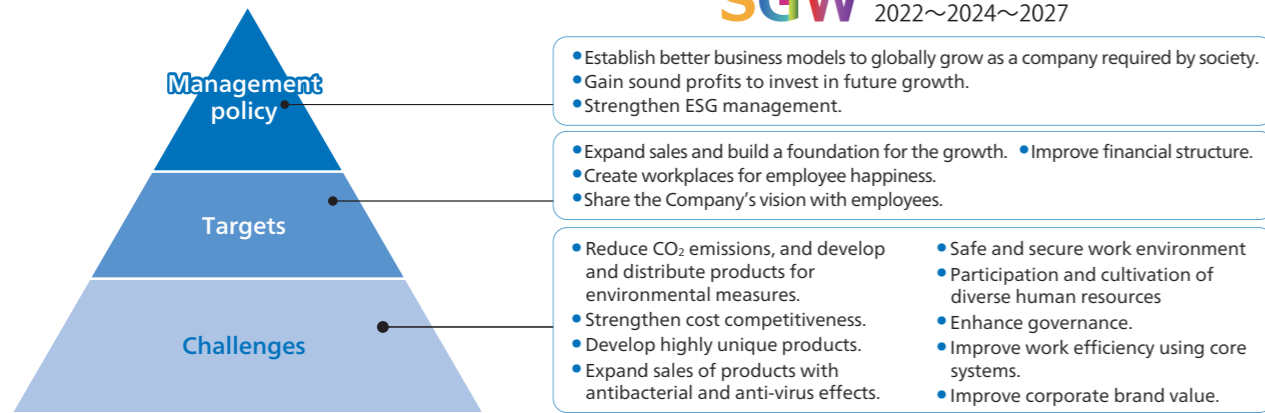 SGW 2022～2024～2027
Management
policy
• Establish better business models to globally grow as a company required by society.
• Gain sound profits to invest in future growth.
• Strengthen ESG management.
Targets
• Expand sales and build a foundation for the growth. • Improve financial structure.
• Create workplaces for employee happiness.
• Share the Company’s vision with employees.
Challenges
• Reduce CO₂ emissions, and develop
and distribute products for
environmental measures.
• Strengthen cost competitiveness.
• Develop highly unique products.
• Expand sales of products with
antibacterial and anti-virus effects.
• Safe and secure work environment
• Participation and cultivation of
diverse human resources
• Enhance governance.
• Improve work efficiency using core
systems.
• Improve corporate brand value.